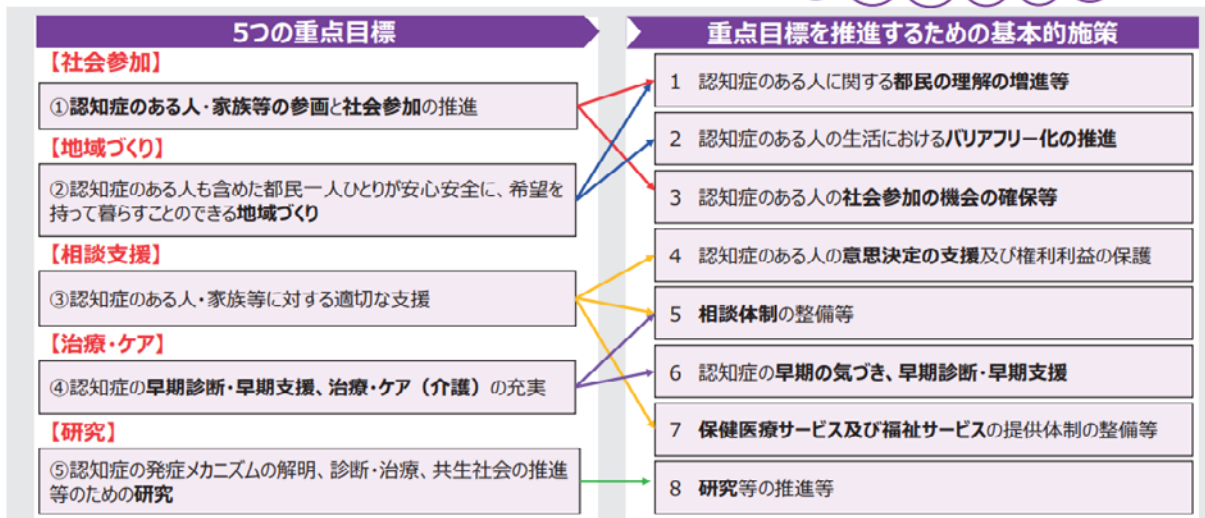 5つの重点目標
【社会参加】
①認知症のある人・家族等の参画と社会参加の推進
【地域づくり】
②認知症のある人も含めた都民一人ひとりが安心安全に、希望を
持って暮らすことのできる地域づくり
【相談支援】
③認知症のある人・家族等に対する適切な支援
【治療・ケア】
④認知症の早期診断・早期支援、治療・ケア（介護）の充実
【研究】
⑤認知症の発症メカニズムの解明、診断・治療、共生社会の推進
等のための研究
重点目標を推進するための基本的施策
1 認知症のある人に関する都民の理解の増進等
2 認知症のある人の生活におけるバリアフリー化の推進
3 認知症のある人の社会参加の機会の確保等
4 認知症のある人の意思決定の支援及び権利利益の保護
5 相談体制の整備等
6 認知症の早期の気づき、早期診断・早期支援
7 保健医療サービス及び福祉サービスの提供体制の整備等
8 研究等の推進等